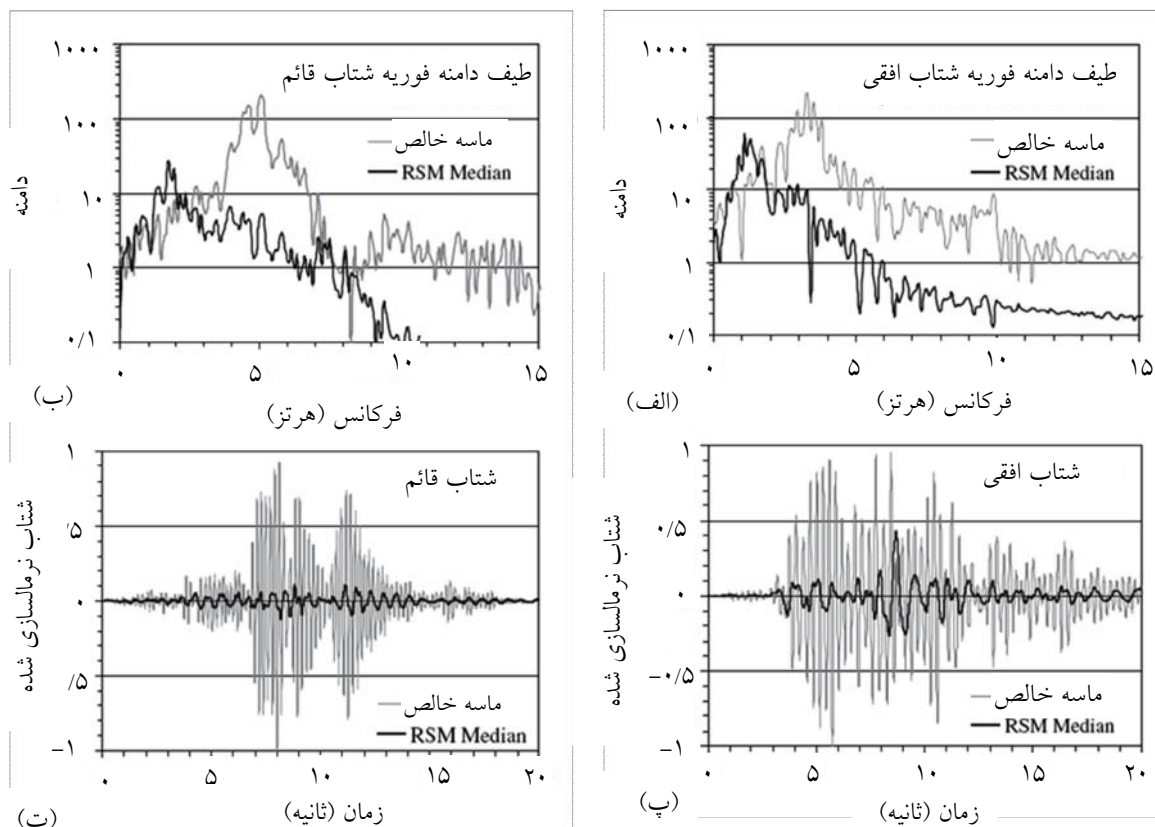 طیف دامنه فوریه شتاب افقی
ماسه خالص
RSM Median
دامنه
۱۰۰۰
۱۰۰
۱۰
۱
۰/۱
۰
۵
۱۰
۱۵
فرکانس (هرتز)
(الف)
طیف دامنه فوریه شتاب قائم
ماسه خالص
RSM Median
دامنه
۱۰۰۰
۱۰۰
۱۰
۱
۰/۱
۰
۵
۱۰
۱۵
فرکانس (هرتز)
(ب)
شتاب افقی
ماسه خالص
RSM Median
شتاب نرمالسازی شده
۱
۰/۵
۰
-۰/۵
-۱
۰
۵
۱۰
۱۵
۲۰
زمان (ثانیه)
(پ)
شتاب قائم
ماسه خالص
RSM Median
شتاب نرمالسازی شده
۱
/۵
۰
/۵
-۱
۰
۵
۱۰
۱۵
۲۰
زمان (ثانیه)
(ت)